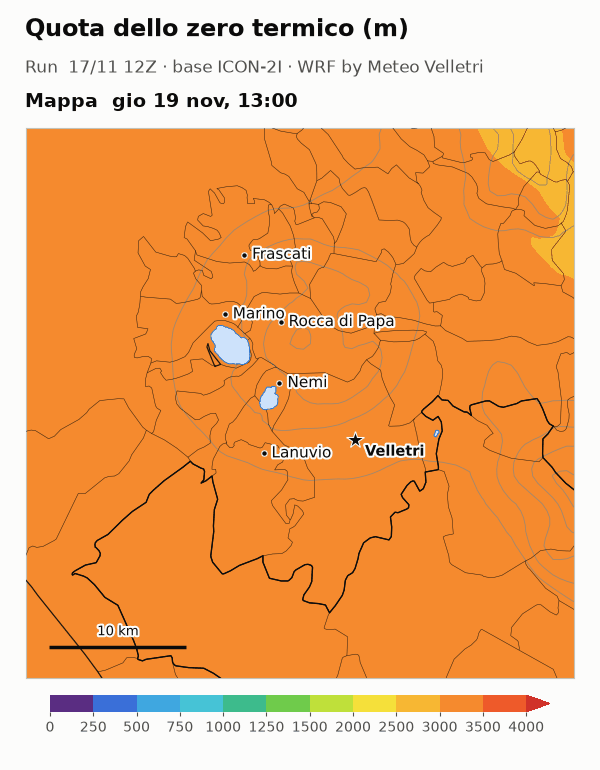 Quota dello zero termico (m)
Run  17/11 12Z · base ICON-2I · WRF by Meteo Velletri
Mappa  gio 19 nov, 13:00
Frascati
Marino
Rocca di Papa
Nemi
Velletri
Lanuvio
10 km
0 250 500 750 1000 1250 1500 2000 2500 3000 3500 4000